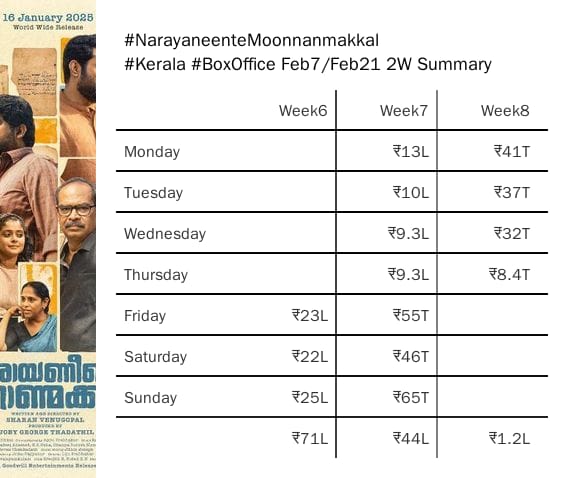 16 January 2025
World Wide Release
#NarayaneenteMoonnanmakkal
#Kerala #BoxOffice Feb7/Feb21 2W Summary
Week6 Week7 Week8
Monday ₹13L ₹41T
Tuesday ₹10L ₹37T
Wednesday ₹9.3L ₹32T
Thursday ₹9.3L ₹8.4T
Friday ₹23L ₹55T
Saturday ₹22L ₹46T
Sunday ₹25L ₹65T
₹71L ₹44L ₹1.2L
WRITTEN AND DIRECTED BY
SHARAN VENUGOPAL
PRODUCED BY
JOBY GEORGE THADATHIL
Goodwill Entertainments Release